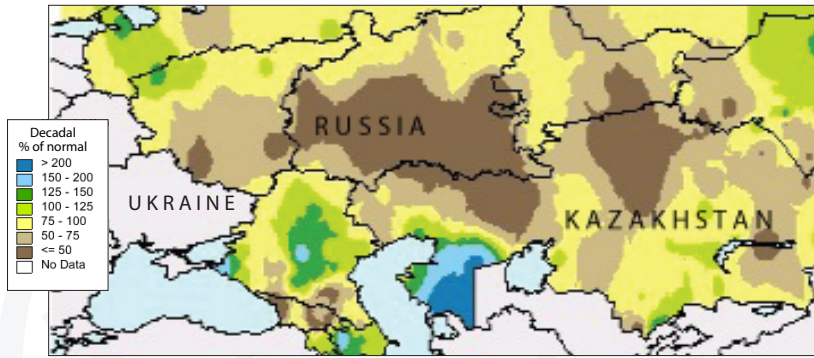 RUSSIA
Decadal
% of normal
> 200
150 - 200
125 - 150
100 - 125
75 - 100
50 - 75
<= 50
No Data
UKRAINE
KAZAKHSTAN